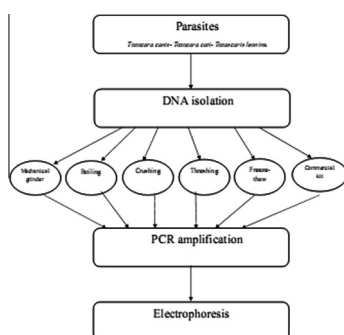 Parasites
Toxocara canis- Toxocara cati- Toxascaris leonina
DNA isolation
Mechanical
grinder
Boiling
Crushing
Thrashing
Freeze-
thaw
Commercial
kit
PCR amplification
Electrophoresis